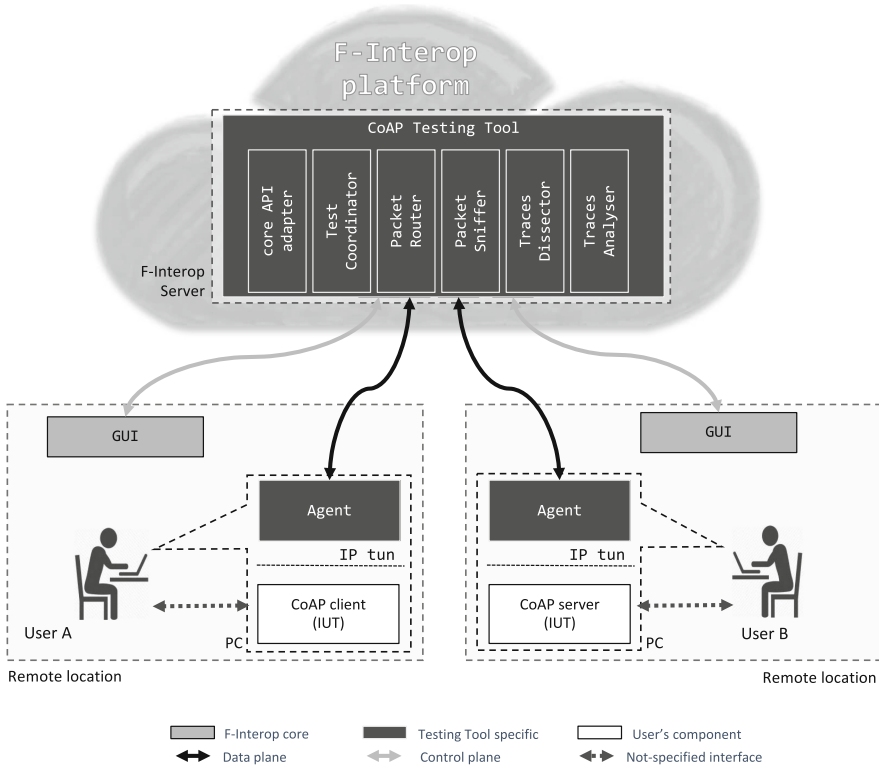 F-Interop
platform
CoAP Testing Tool
core API
adapter
Test
Coordinator
Packet
Router
Packet
Sniffer
Traces
Dissector
Traces
Analyser
F-Interop
Server
GUI
GUI
Agent
Agent
IP tun
IP tun
CoAP client
(IUT)
CoAP server
(IUT)
User A
User B
PC
PC
Remote location
Remote location
F-Interop core
Testing Tool specific
User's component
Data plane
Control plane
Not-specified interface